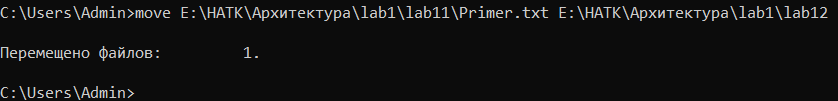 C:\Users\Admin>move E:\НАТК\Архитектура\lab1\lab11\Primer.txt E:\НАТК\Архитектура\lab1\lab12
Перемещено файлов:         1.
C:\Users\Admin>